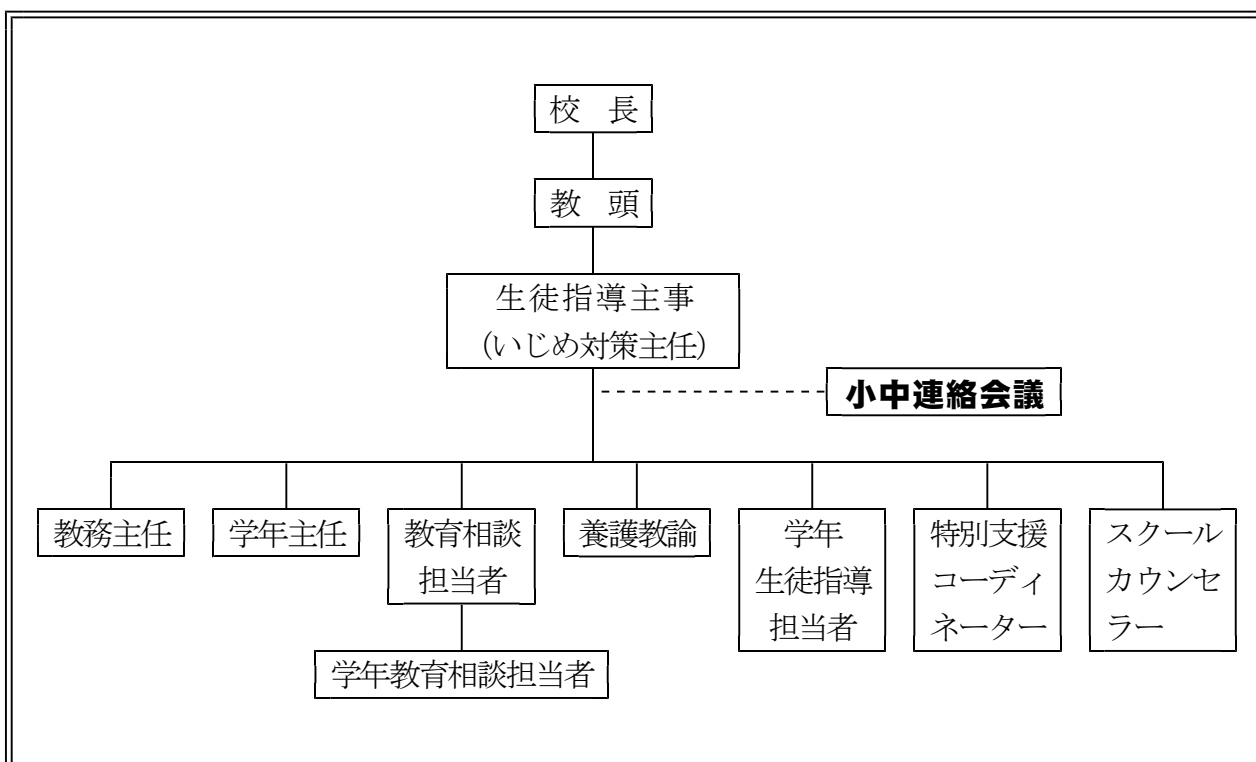 校　長
教　頭
生徒指導主事
（いじめ対策主任）
小中連絡会議
教務主任
学年主任
教育相談
担当者
養護教諭
学年
生徒指導
担当者
特別支援
コーディ
ネーター
スクール
カウンセ
ラー
学年教育相談担当者